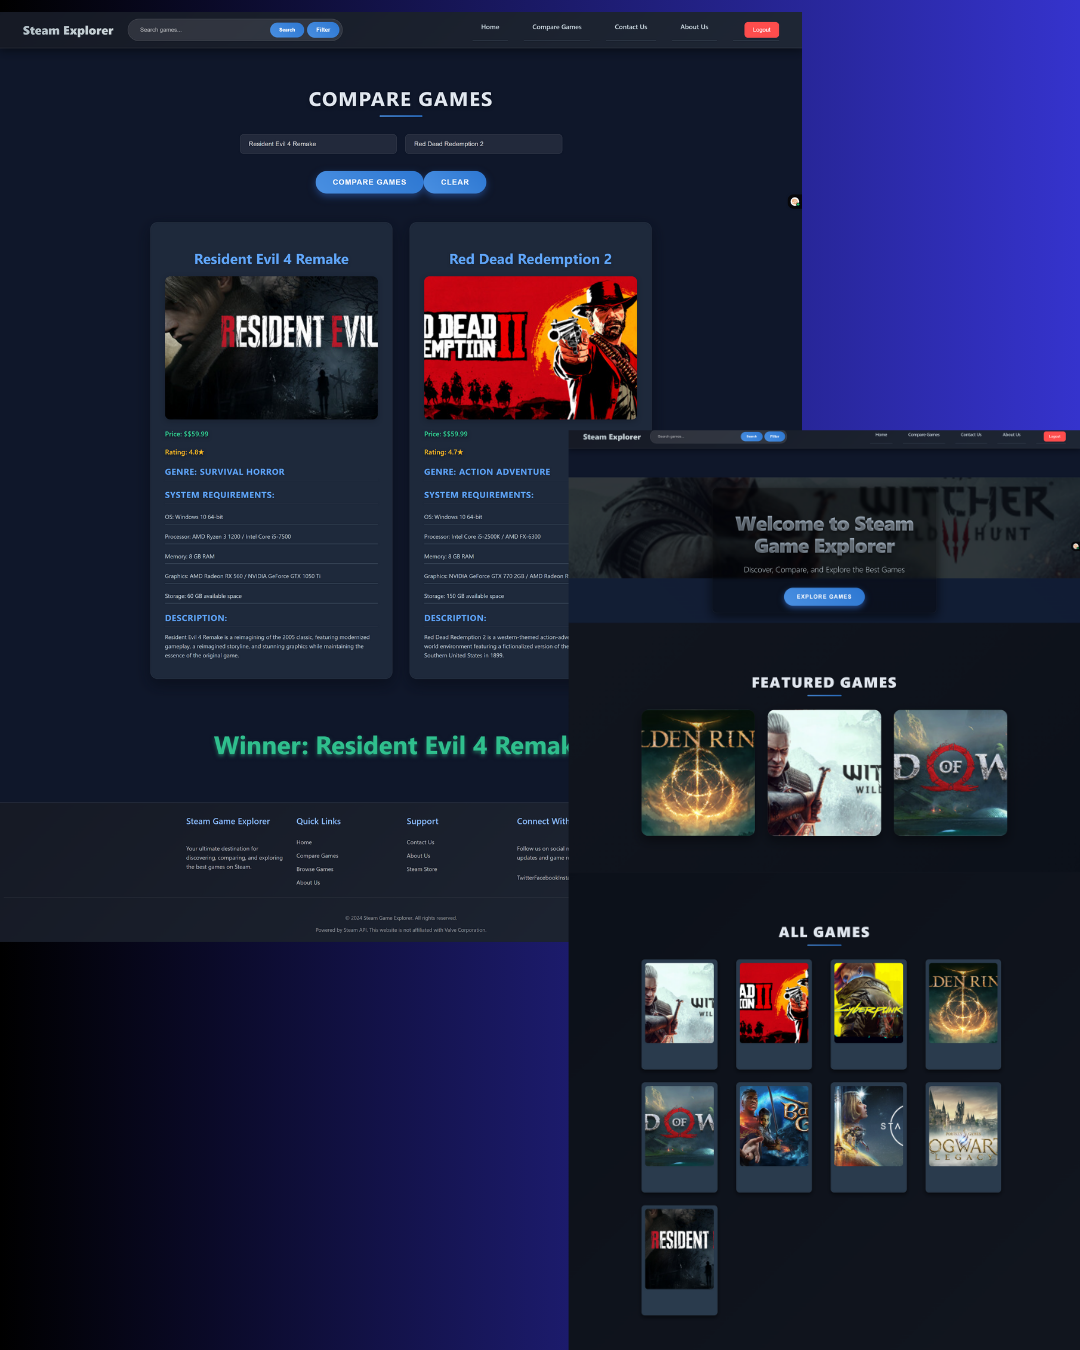 Steam Explorer
Search games...
Search
Filter
Home
Compare Games
Contact Us
About Us
Logout
COMPARE GAMES
Resident Evil 4 Remake
Red Dead Redemption 2
COMPARE GAMES
CLEAR
Resident Evil 4 Remake
RESIDENT EVIL
Price: $$59.99
Rating: 4.8★
GENRE: SURVIVAL HORROR
SYSTEM REQUIREMENTS:
OS: Windows 10 64-bit
Processor: AMD Ryzen 3 1200 / Intel Core i5-7500
Memory: 8 GB RAM
Graphics: AMD Radeon RX 560 / NVIDIA GeForce GTX 1050 Ti
Storage: 60 GB available space
DESCRIPTION:
Resident Evil 4 Remake is a reimagining of the 2005 classic, featuring modernized
gameplay, a reimagined storyline, and stunning graphics while maintaining the
essence of the original game.
Red Dead Redemption 2
D DEAD
EMPTION II
Price: $$59.99
Rating: 4.7★
GENRE: ACTION ADVENTURE
SYSTEM REQUIREMENTS:
OS: Windows 10 64-bit
Processor: Intel Core i5-2500K / AMD FX-6300
Memory: 8 GB RAM
Graphics: NVIDIA GeForce GTX 770 2GB / AMD Radeon R
Storage: 150 GB available space
DESCRIPTION:
Red Dead Redemption 2 is a western-themed action-adve
world environment featuring a fictionalized version of the
Southern United States in 1899.
Winner: Resident Evil 4 Remak
Steam Game Explorer
Your ultimate destination for
discovering, comparing, and exploring
the best games on Steam.
Quick Links
Home
Compare Games
Browse Games
About Us
Support
Contact Us
About Us
Steam Store
Connect With
Follow us on social n
updates and game re
TwitterFacebookInsta
© 2024 Steam Game Explorer. All rights reserved.
Powered by Steam API. This website is not affiliated with Valve Corporation.
Steam Explorer
Search games...
Search
Filter
Home
Compare Games
Contact Us
About Us
Logout
WITCHER
HUNT
Welcome to Steam
Game Explorer
Discover, Compare, and Explore the Best Games
EXPLORE GAMES
FEATURED GAMES
LDEN RIN
WIT
WIL
D OF W
ALL GAMES
WIT
WIL
DEAD
ION II
Cyberpunk
LDEN RIN
D OF W
Ba
G
STA
OGWAR
LEGACY
RESIDENT